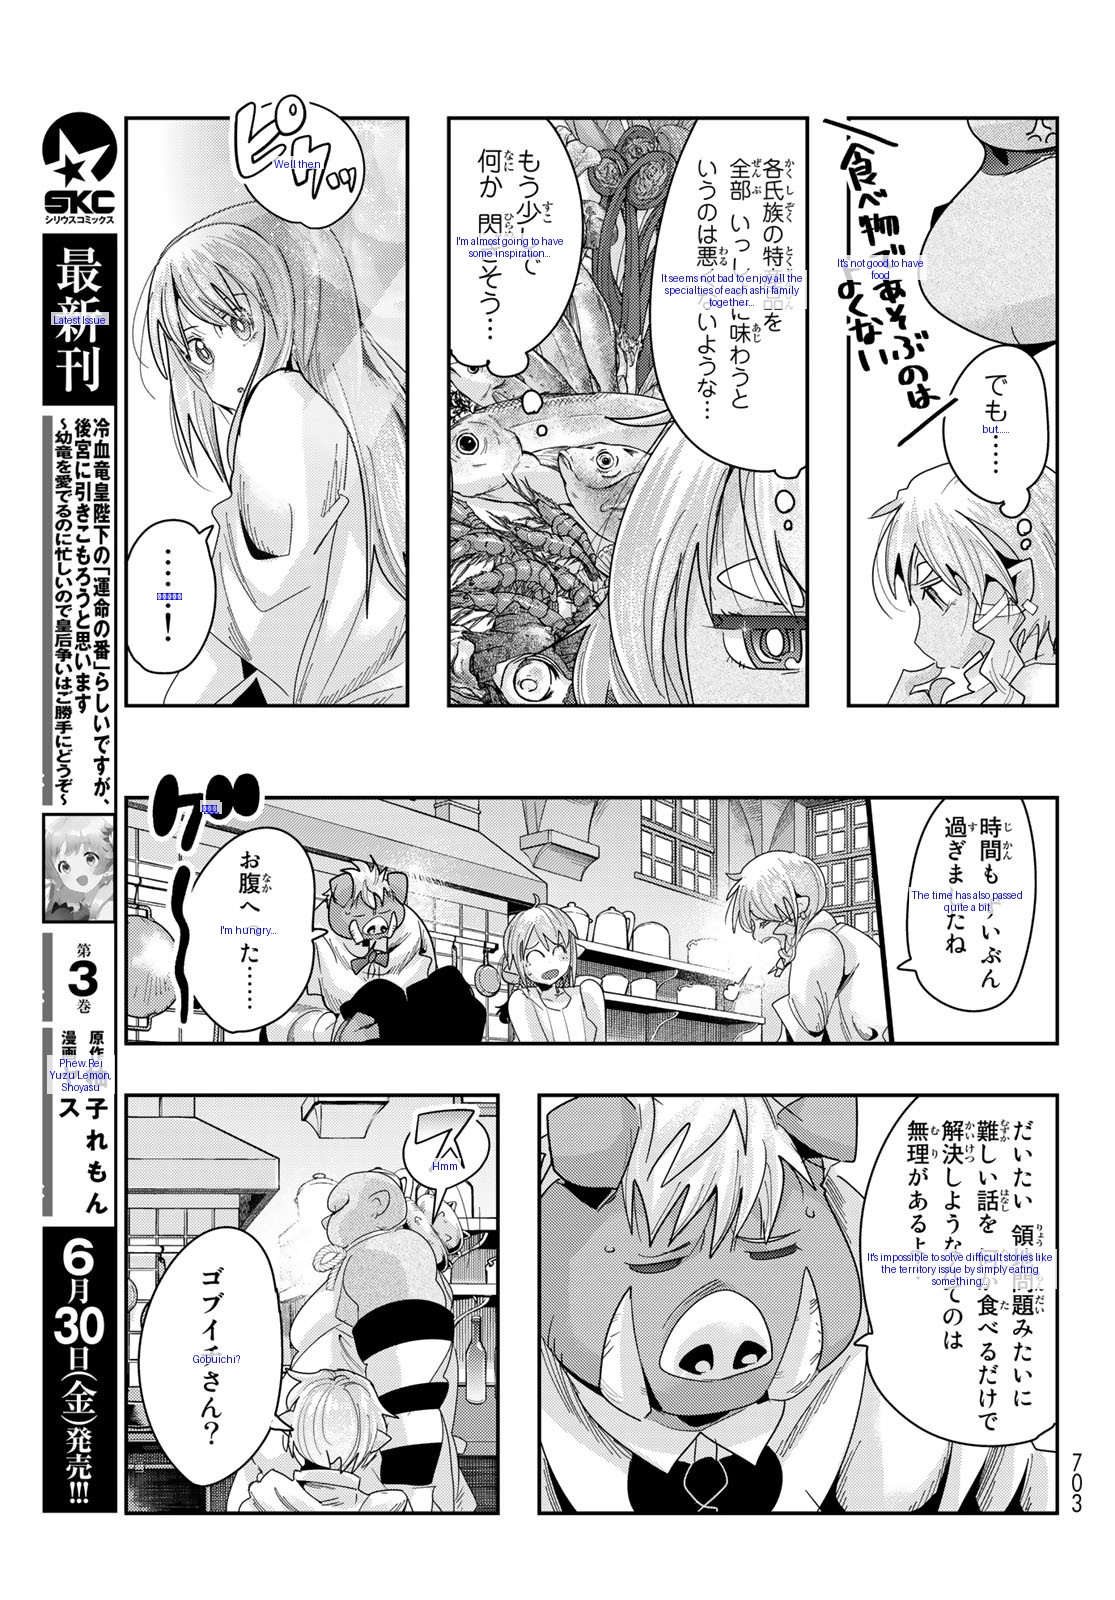 食べ物であそぶのは
よくない
It's not good to have
food
でも……
but......
各氏族の特産品を
全部 いっしょに味わうと
いうのは悪くないような…
It seems not bad to enjoy all the
specialties of each ashi family
together...
もう少しで
何か 閃きそう…
I'm almost going to have
some inspiration...
Well then
……！
時間も
過ぎま
たね
いぶん
The time has also passed
quite a bit
お腹へ
た……
I'm hungry...
だいたい 領地問題みたいに
難しい話を 何か食べるだけで
解決しようなんてのは
無理があるよ
It's impossible to solve difficult stories like
the territory issue by simply eating
something...
ス
Hmm
ゴブイチさん？
Gobuichi?
703
SKC
シリウスコミックス
最新刊
Latest Issue
冷血竜皇陛下の「運命の番」らしいですが、
後宮に引きこもろうと思います
～幼竜を愛でるのに忙しいので皇后争いはご勝手にどうぞ～
第
3
巻
原作
子れもん
漫画
ス
Phew.Rei
Yuzu Lemon,
Shoyasu
6月30日(金)発売!!!